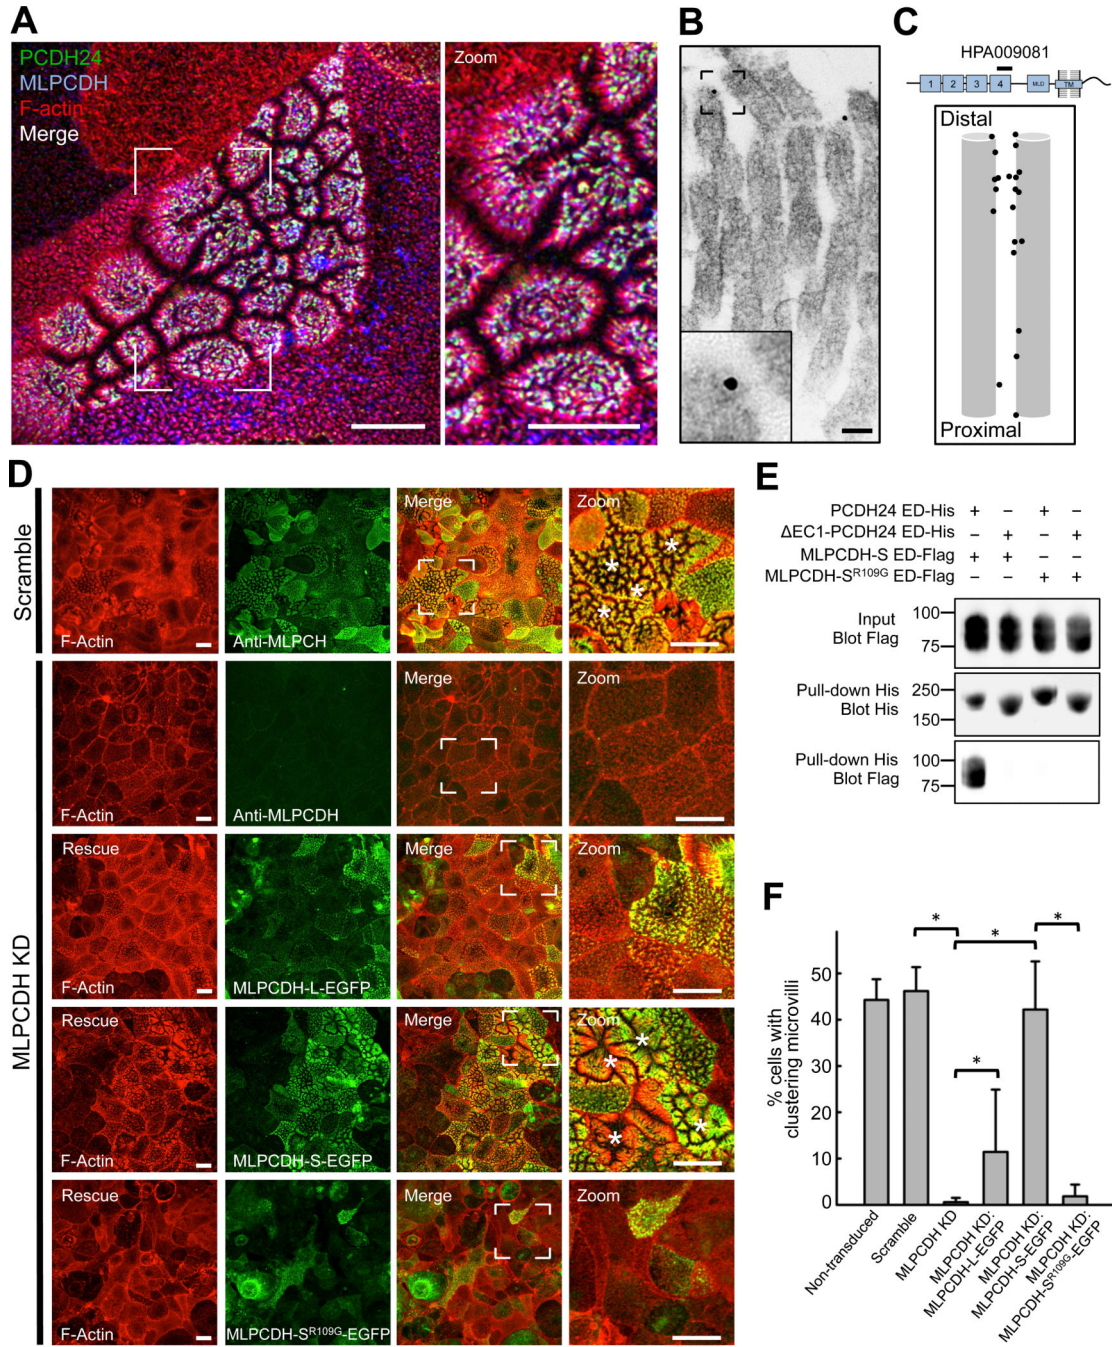 A
PCDH24
MLPCDH
F-actin
Merge
Zoom
B
C
HPA009081
1 2 3 4 MLD TM
Distal
Proximal
D
Scramble
F-Actin
Anti-MLPCH
Merge
Zoom
* * * *
MLPCDH KD
F-Actin
Anti-MLPCDH
Merge
Zoom
Rescue
F-Actin
MLPCDH-L-EGFP
Merge
Zoom
Rescue
F-Actin
MLPCDH-S-EGFP
Merge
Zoom
* * * *
Rescue
F-Actin
MLPCDH-S^R109G-EGFP
Merge
Zoom
E
PCDH24 ED-His + − + −
ΔEC1-PCDH24 ED-His − + − +
MLPCDH-S ED-Flag + + − −
MLPCDH-S^R109G ED-Flag − − + +
Input
Blot Flag
100
75
Pull-down His
Blot His
250
150
Pull-down His
Blot Flag
100
75
F
% cells with
clustering microvilli
50
40
30
20
10
0
* * * *
Non-transduced
Scramble
MLPCDH KD
MLPCDH KD:
MLPCDH-L-EGFP
MLPCDH KD:
MLPCDH-S-EGFP
MLPCDH KD:
MLPCDH-S^R109G-EGFP